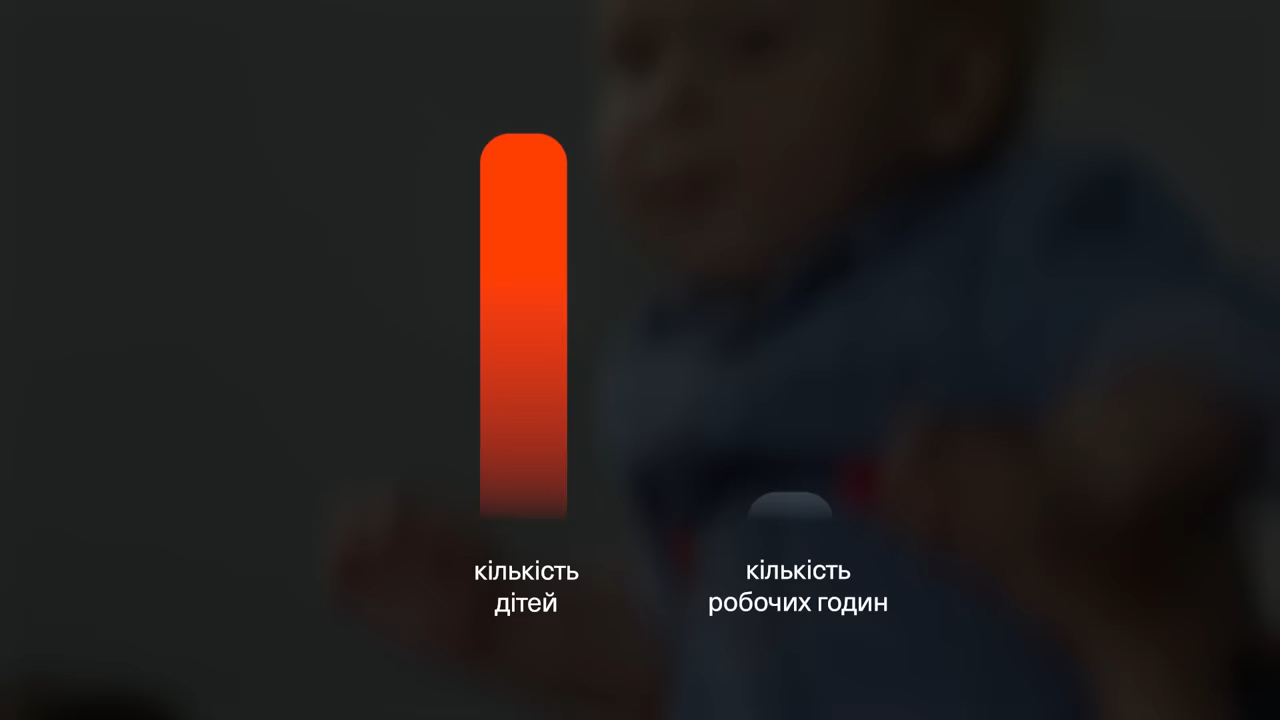 кількість
дітей
кількість
робочих годин